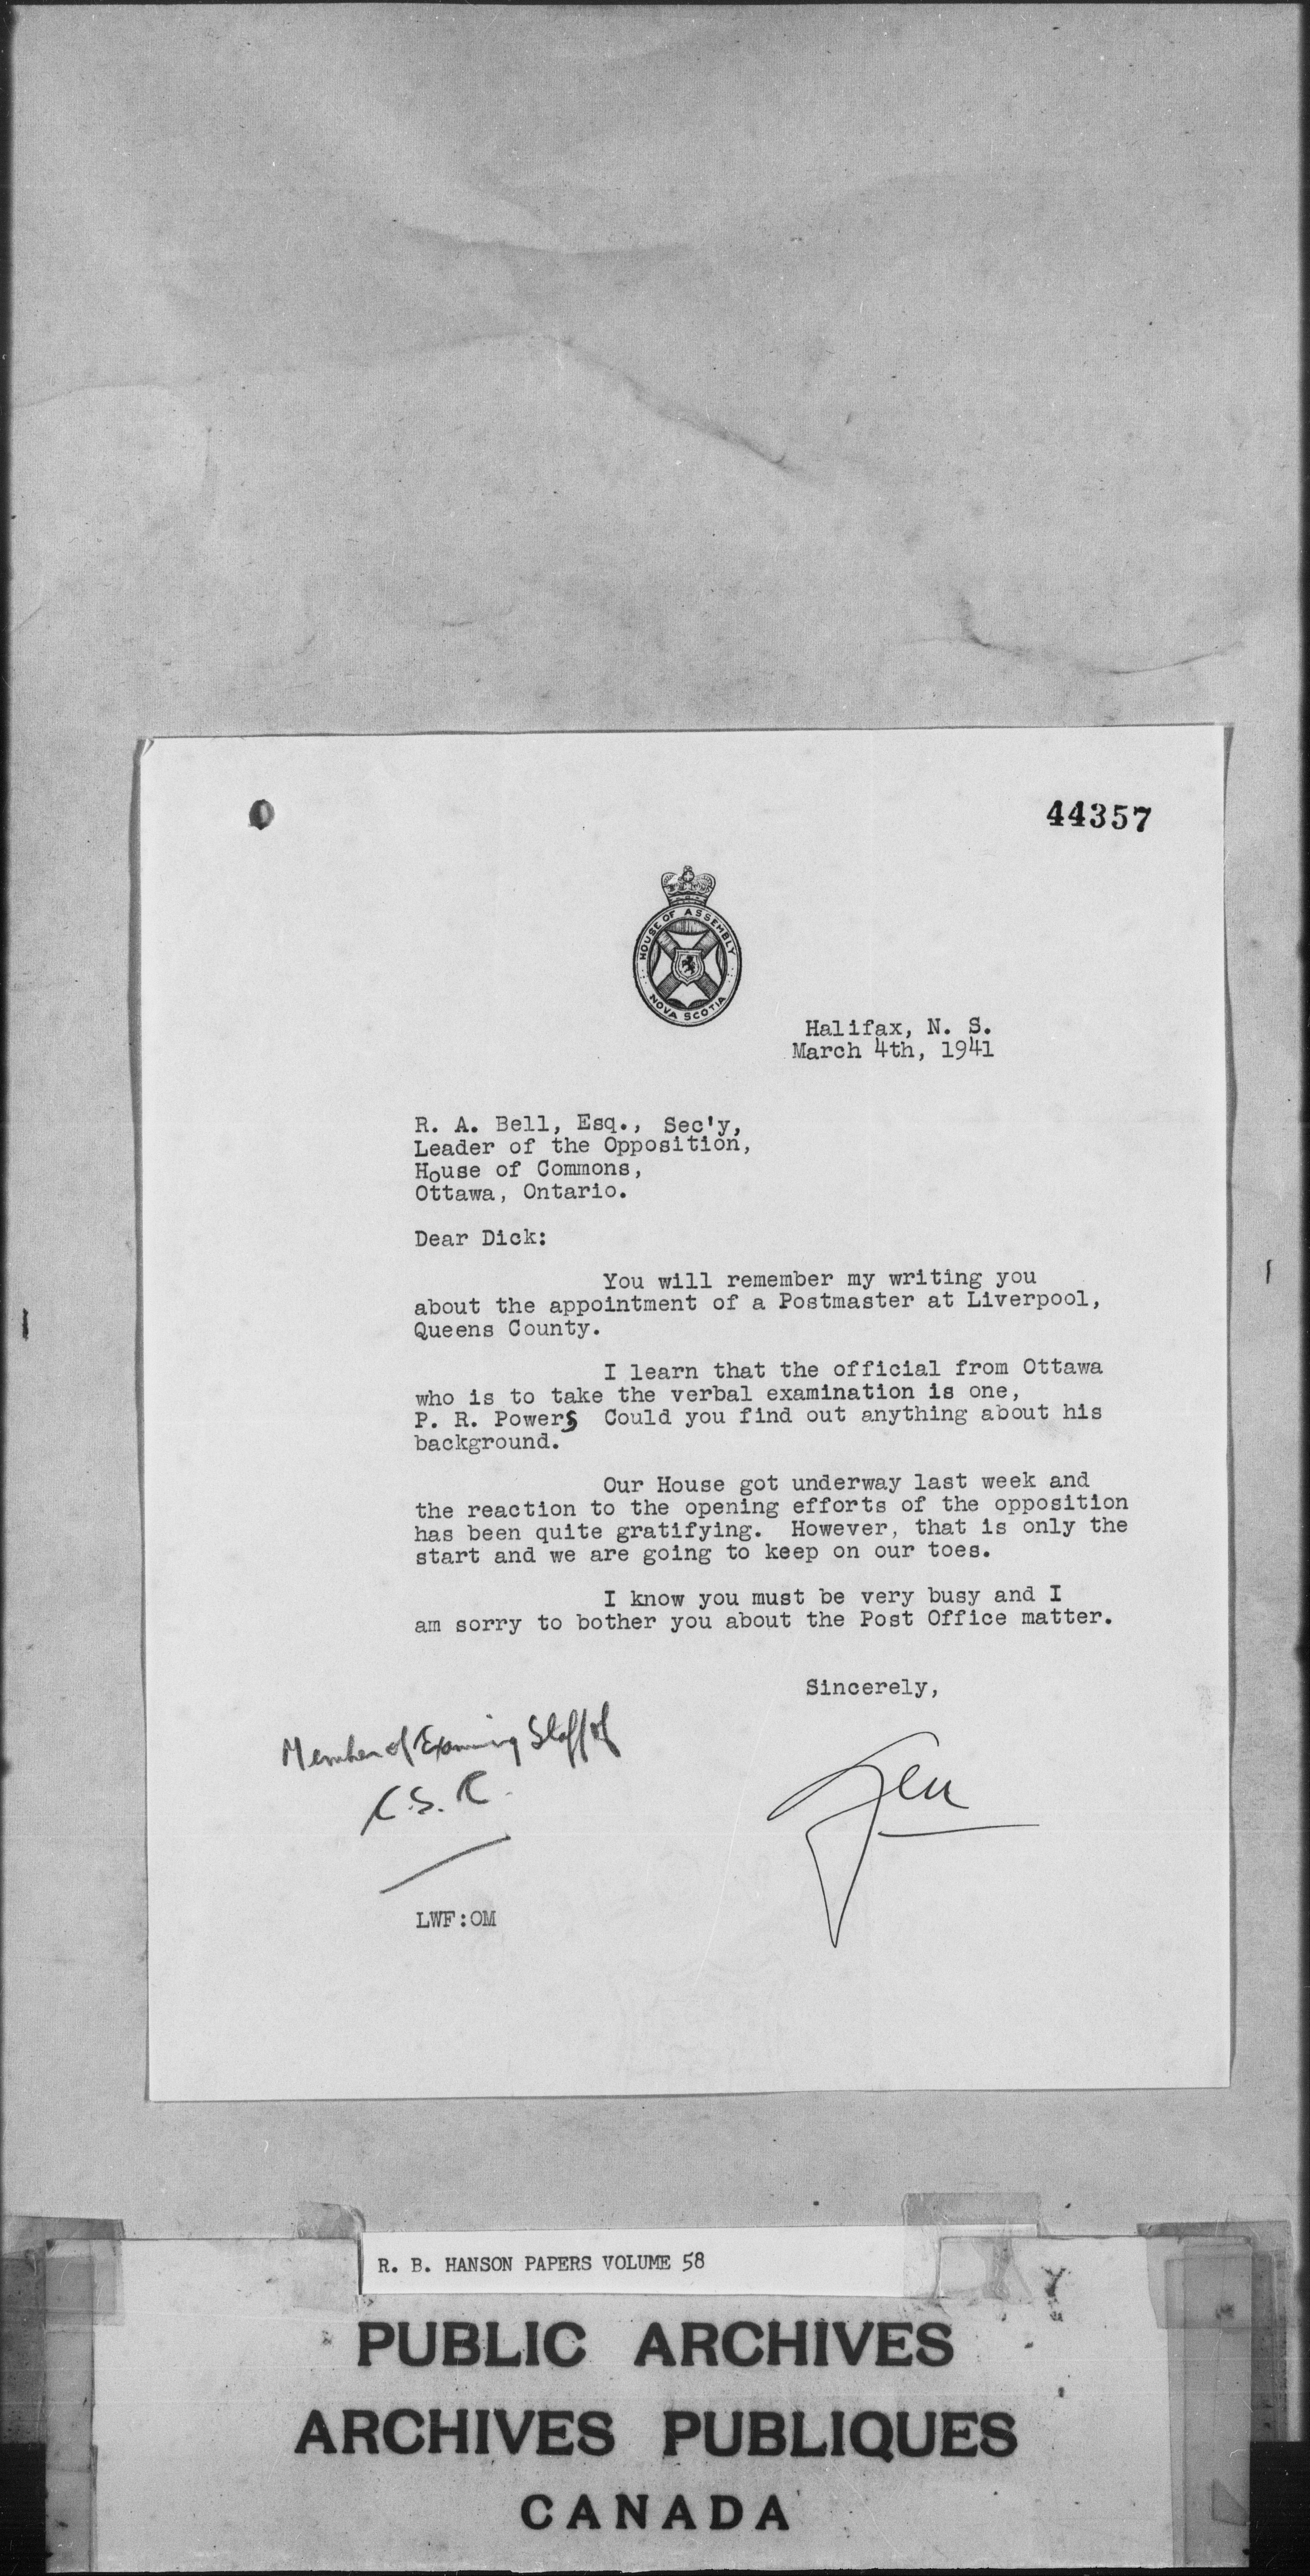 44357
HOUSE OF ASSEMBLY
NOVA SCOTIA
Halifax, N. S.
March 4th, 1941
R. A. Bell, Esq., Sec'y,
Leader of the Opposition,
House of Commons,
Ottawa, Ontario.
Dear Dick:
You will remember my writing you
about the appointment of a Postmaster at Liverpool,
Queens County.
I learn that the official from Ottawa
who is to take the verbal examination is one,
P. R. Powers Could you find out anything about his
background.
Our House got underway last week and
the reaction to the opening efforts of the opposition
has been quite gratifying. However, that is only the
start and we are going to keep on our toes.
I know you must be very busy and I
am sorry to bother you about the Post Office matter.
Sincerely,
Member of Examining Staff of
C.S.C.
LWF:OM
R. B. HANSON PAPERS VOLUME 58
PUBLIC ARCHIVES
ARCHIVES PUBLIQUES
CANADA